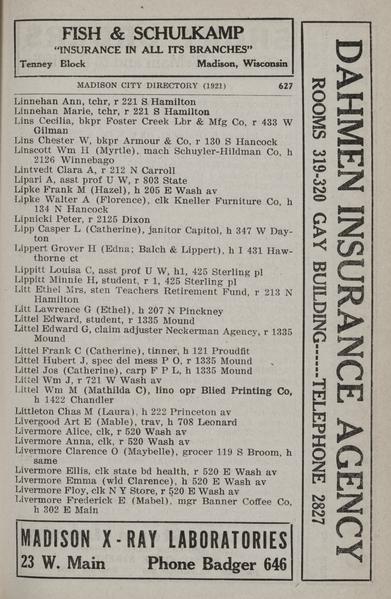 FISH & SCHULKAMP
"INSURANCE IN ALL ITS BRANCHES"
Tenney Block Madison, Wisconsin
MADISON CITY DIRECTORY (1921) 627
Linnehan Ann, tchr, r 221 S Hamilton
Linnehan Marie, tchr, r 221 S Hamilton
Lins Cecilia, bkpr Foster Creek Lbr & Mfg Co, r 433 W
Gilman
Lins Chester W, bkpr Armour & Co, r 130 S Hancock
Linscott Wm H (Myrtle), mach Schuyler-Hildman Co, h
2126 Winnebago
Lintvedt Clara A, r 212 N Carroll
Lipari A, asst prof U W, r 803 State
Lipke Frank M (Hazel), h 205 E Wash av
Lipke Walter A (Florence), clk Kneller Furniture Co, h
134 N Hancock
Lipnicki Peter, r 2125 Dixon
Lipp Casper L (Catherine), janitor Capitol, h 347 W Day-
ton
Lippert Grover H (Edna; Balch & Lippert), h I 431 Haw-
thorne ct
Lippitt Louisa C, asst prof U W, h1, 425 Sterling pl
Lippitt Minnie H, student, r 1, 425 Sterling pl
Litt Ethel Mrs, sten Teachers Retirement Fund, r 213 N
Hamilton
Litt Lawrence G (Ethel), h 207 N Pinckney
Littel Edward, student, r 1335 Mound
Littel Edward G, claim adjuster Neckerman Agency, r 1335
Mound
Littel Frank C (Catherine), tinner, h 121 Proudfit
Littel Hubert J, spec del mess P O, r 1335 Mound
Littel Jos (Catherine), carp F P L, h 1335 Mound
Littel Wm J, r 721 W Wash av
Littel Wm M (Mathilda C), lino opr Blied Printing Co,
h 1422 Chandler
Littleton Chas M (Laura), h 222 Princeton av
Livergood Art E (Mable), trav, h 708 Leonard
Livermore Alice, clk, r 520 Wash av
Livermore Anna, clk, r 520 Wash av
Livermore Clarence O (Maybelle), grocer 119 S Broom, h
same
Livermore Ellis, clk state bd health, r 520 E Wash av
Livermore Emma (wld Clarence), h 520 E Wash av
Livermore Floy, clk N Y Store, r 520 E Wash av
Livermore Frederick E (Mabel), mgr Banner Coffee Co,
h 302 E Main
MADISON X-RAY LABORATORIES
23 W. Main Phone Badger 646
DAHMEN INSURANCE AGENCY
ROOMS 319-320 GAY BUILDING------TELEPHONE 2827